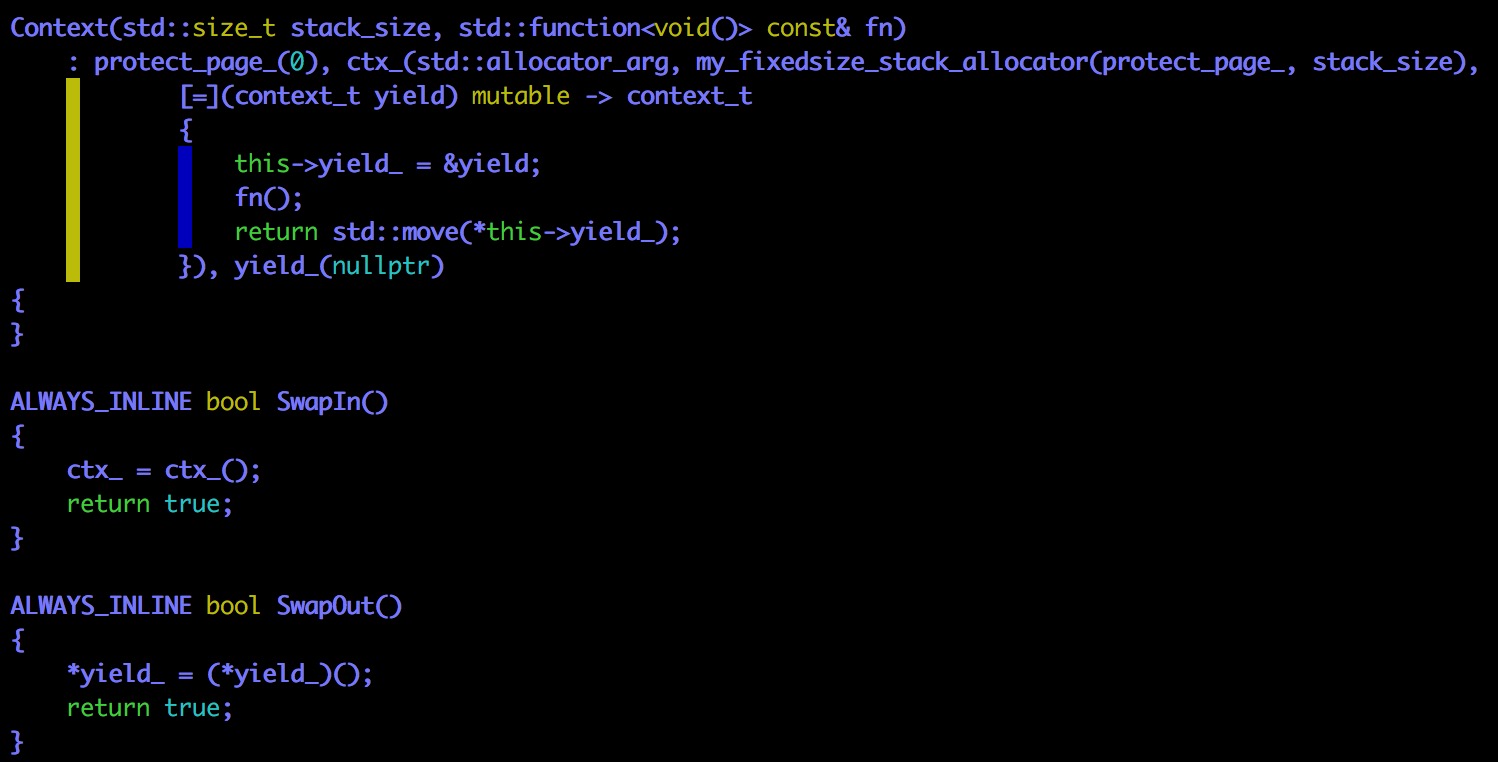 Context(std::size_t stack_size, std::function<void()> const& fn)
    : protect_page_(0), ctx_(std::allocator_arg, my_fixedsize_stack_allocator(protect_page_, stack_size),
            [=](context_t yield) mutable -> context_t
            {
                this->yield_ = &yield;
                fn();
                return std::move(*this->yield_);
            }), yield_(nullptr)
{
}

ALWAYS_INLINE bool SwapIn()
{
    ctx_ = ctx_();
    return true;
}

ALWAYS_INLINE bool SwapOut()
{
    *yield_ = (*yield_)();
    return true;
}